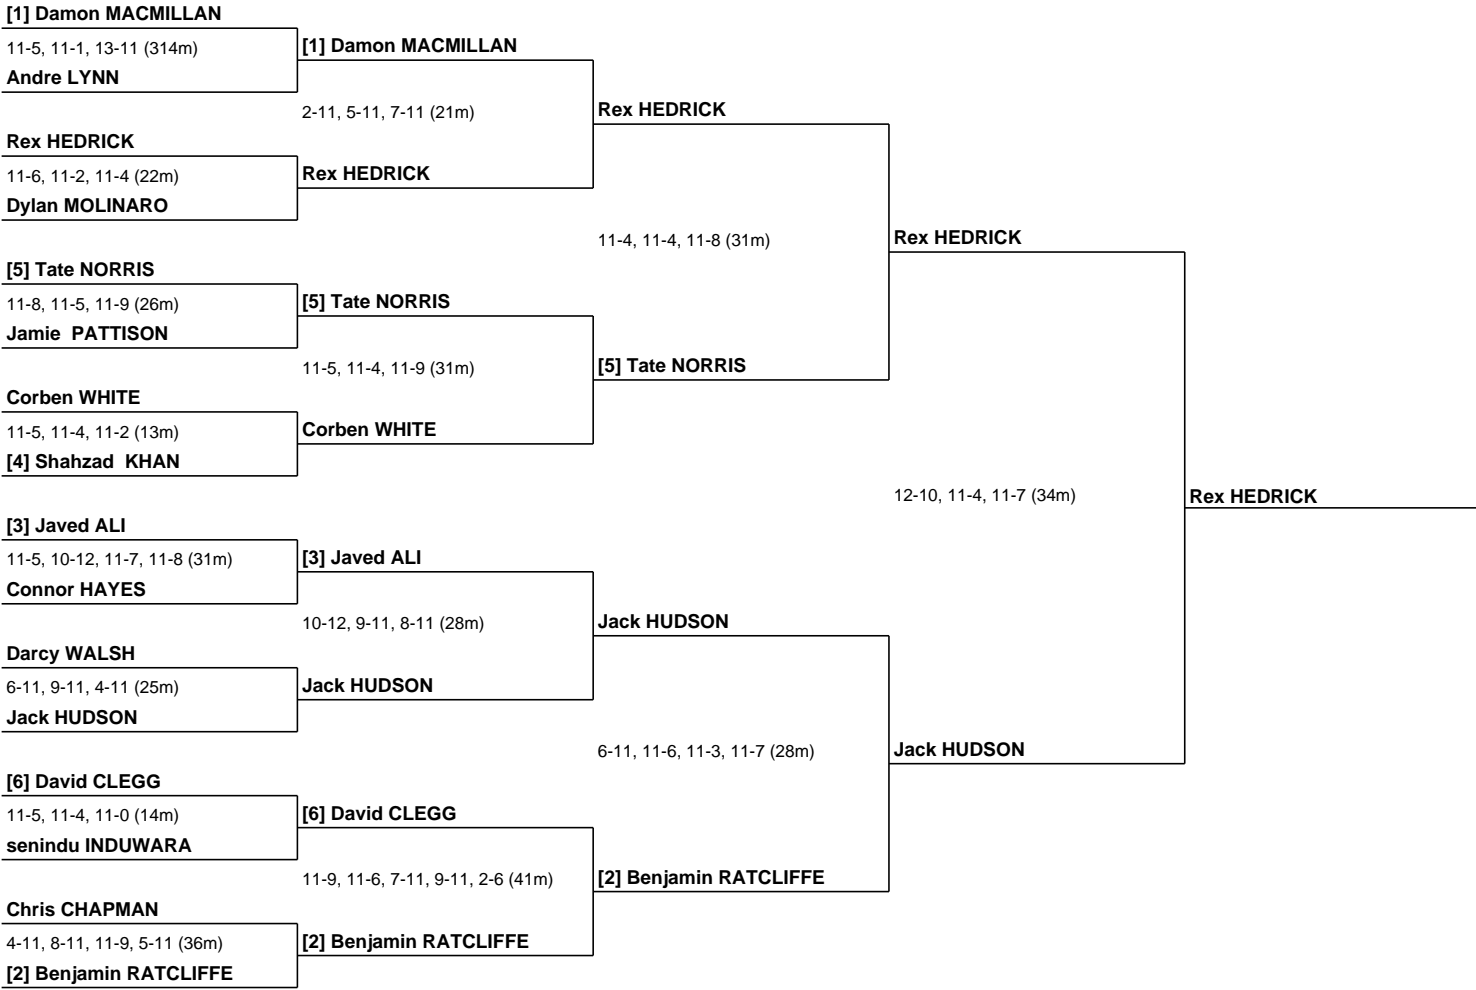 [1] Damon MACMILLAN
11-5, 11-1, 13-11 (314m)
Andre LYNN
Rex HEDRICK
11-6, 11-2, 11-4 (22m)
Dylan MOLINARO
[5] Tate NORRIS
11-8, 11-5, 11-9 (26m)
Jamie  PATTISON
Corben WHITE
11-5, 11-4, 11-2 (13m)
[4] Shahzad  KHAN
[3] Javed ALI
11-5, 10-12, 11-7, 11-8 (31m)
Connor HAYES
Darcy WALSH
6-11, 9-11, 4-11 (25m)
Jack HUDSON
[6] David CLEGG
11-5, 11-4, 11-0 (14m)
senindu INDUWARA
Chris CHAPMAN
4-11, 8-11, 11-9, 5-11 (36m)
[2] Benjamin RATCLIFFE
[1] Damon MACMILLAN
2-11, 5-11, 7-11 (21m)
Rex HEDRICK
[5] Tate NORRIS
11-5, 11-4, 11-9 (31m)
Corben WHITE
[3] Javed ALI
10-12, 9-11, 8-11 (28m)
Jack HUDSON
[6] David CLEGG
11-9, 11-6, 7-11, 9-11, 2-6 (41m)
[2] Benjamin RATCLIFFE
Rex HEDRICK
11-4, 11-4, 11-8 (31m)
[5] Tate NORRIS
Jack HUDSON
6-11, 11-6, 11-3, 11-7 (28m)
[2] Benjamin RATCLIFFE
Rex HEDRICK
12-10, 11-4, 11-7 (34m)
Jack HUDSON
Rex HEDRICK